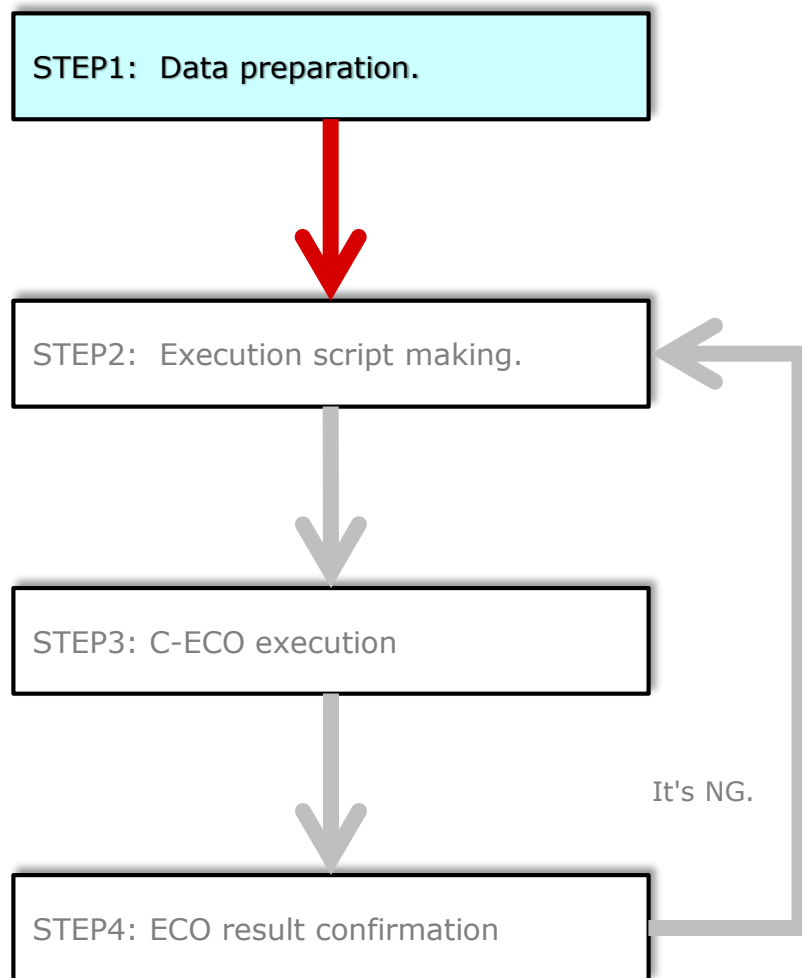 STEP1: Data preparation.
STEP2: Execution script making.
STEP3: C-ECO execution
It's NG.
STEP4: ECO result confirmation